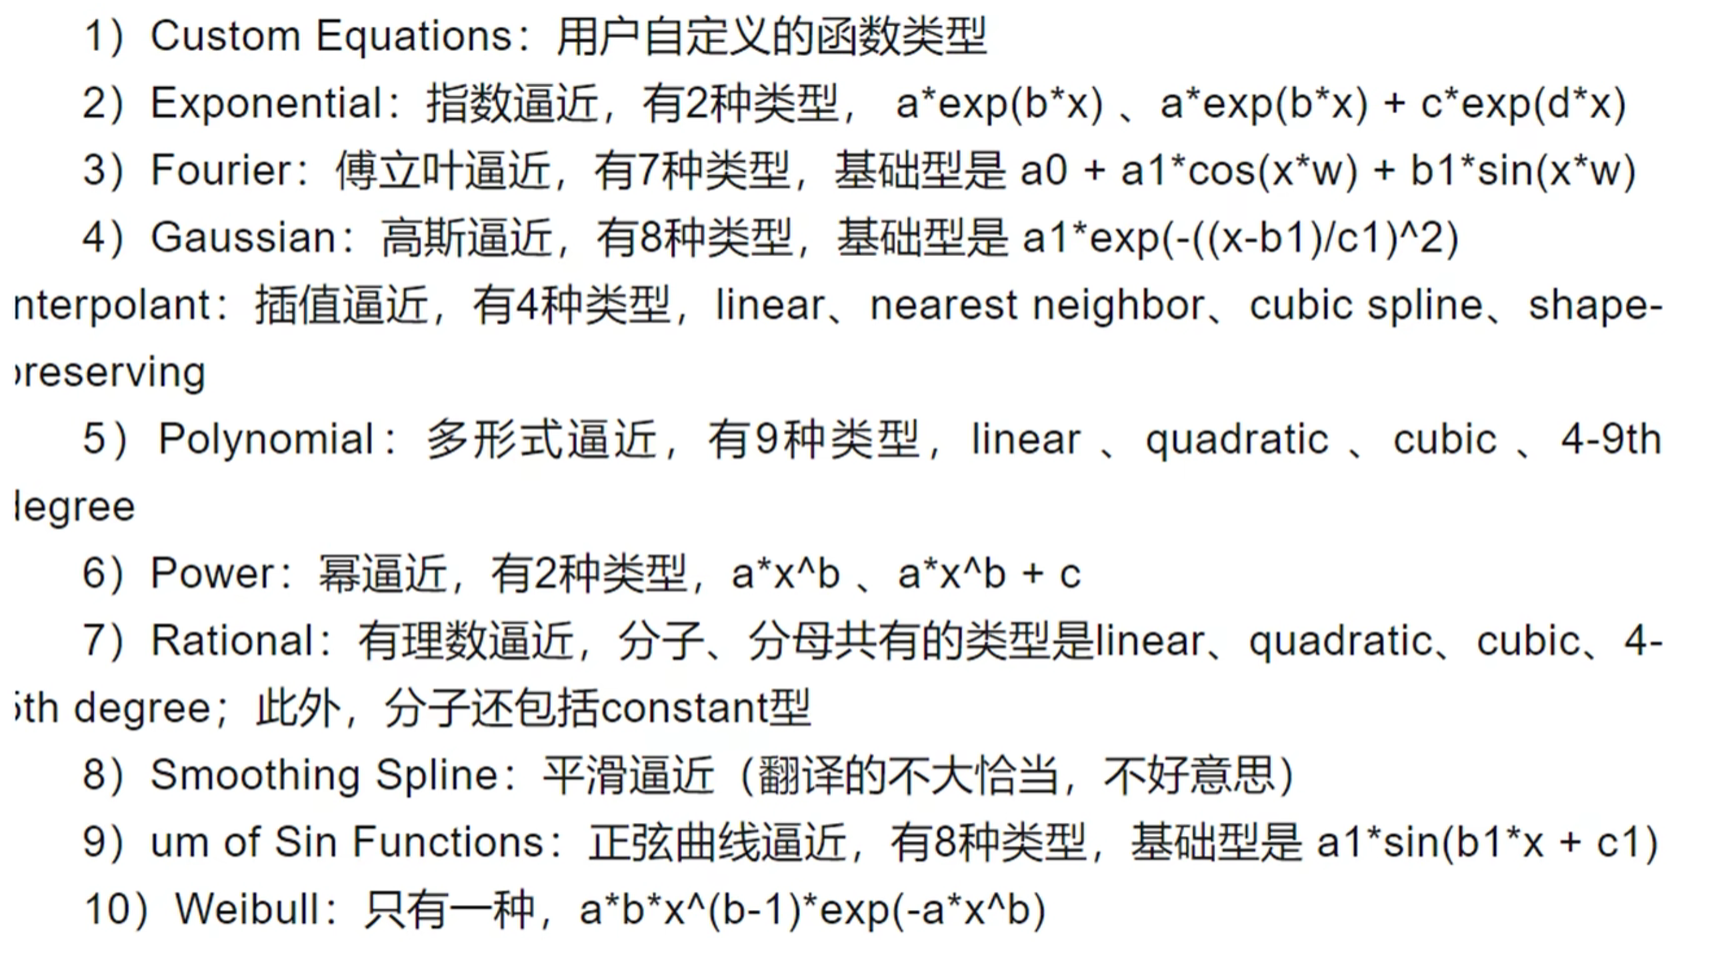 1）Custom Equations：用户自定义的函数类型
2）Exponential：指数逼近，有2种类型， a*exp(b*x) 、a*exp(b*x) + c*exp(d*x)
3）Fourier：傅立叶逼近，有7种类型，基础型是 a0 + a1*cos(x*w) + b1*sin(x*w)
4）Gaussian：高斯逼近，有8种类型，基础型是 a1*exp(-((x-b1)/c1)^2)
nterpolant：插值逼近，有4种类型，linear、nearest neighbor、cubic spline、shape-
preserving
5）Polynomial：多形式逼近，有9种类型，linear 、quadratic 、cubic 、4-9th
degree
6）Power：幂逼近，有2种类型，a*x^b 、a*x^b + c
7）Rational：有理数逼近，分子、分母共有的类型是linear、quadratic、cubic、4-
5th degree；此外，分子还包括constant型
8）Smoothing Spline：平滑逼近（翻译的不大恰当，不好意思）
9）um of Sin Functions：正弦曲线逼近，有8种类型，基础型是 a1*sin(b1*x + c1)
10）Weibull：只有一种，a*b*x^(b-1)*exp(-a*x^b)